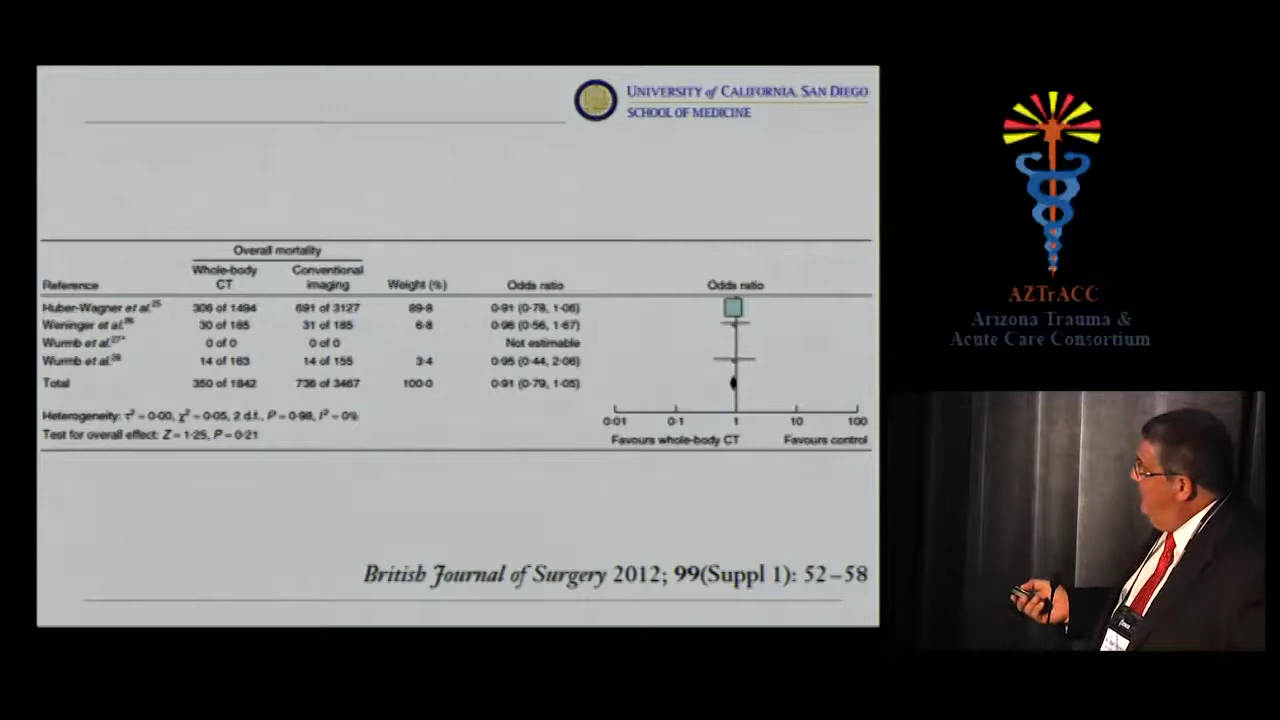 UNIVERSITY of CALIFORNIA, SAN DIEGO
SCHOOL OF MEDICINE
Overall mortality
Reference Whole-body CT Conventional imaging Weight (%) Odds ratio Odds ratio
Huber-Wagner et al.25 306 of 1494 691 of 3127 89·8 0·91 (0·78, 1·06)
Weninger et al.26 30 of 185 31 of 185 6·8 0·96 (0·56, 1·67)
Wurmb et al.27* 0 of 0 0 of 0 Not estimable
Wurmb et al.28 14 of 163 14 of 155 3·4 0·95 (0·44, 2·06)
Total 350 of 1842 736 of 3467 100·0 0·91 (0·79, 1·05)
Heterogeneity: τ² = 0·00, χ² = 0·05, 2 d.f., P = 0·98, I² = 0%
Test for overall effect: Z = 1·25, P = 0·21
0·01 0·1 1 10 100
Favours whole-body CT Favours control
British Journal of Surgery 2012; 99(Suppl 1): 52–58
AZTrACC
Arizona Trauma &
Acute Care Consortium